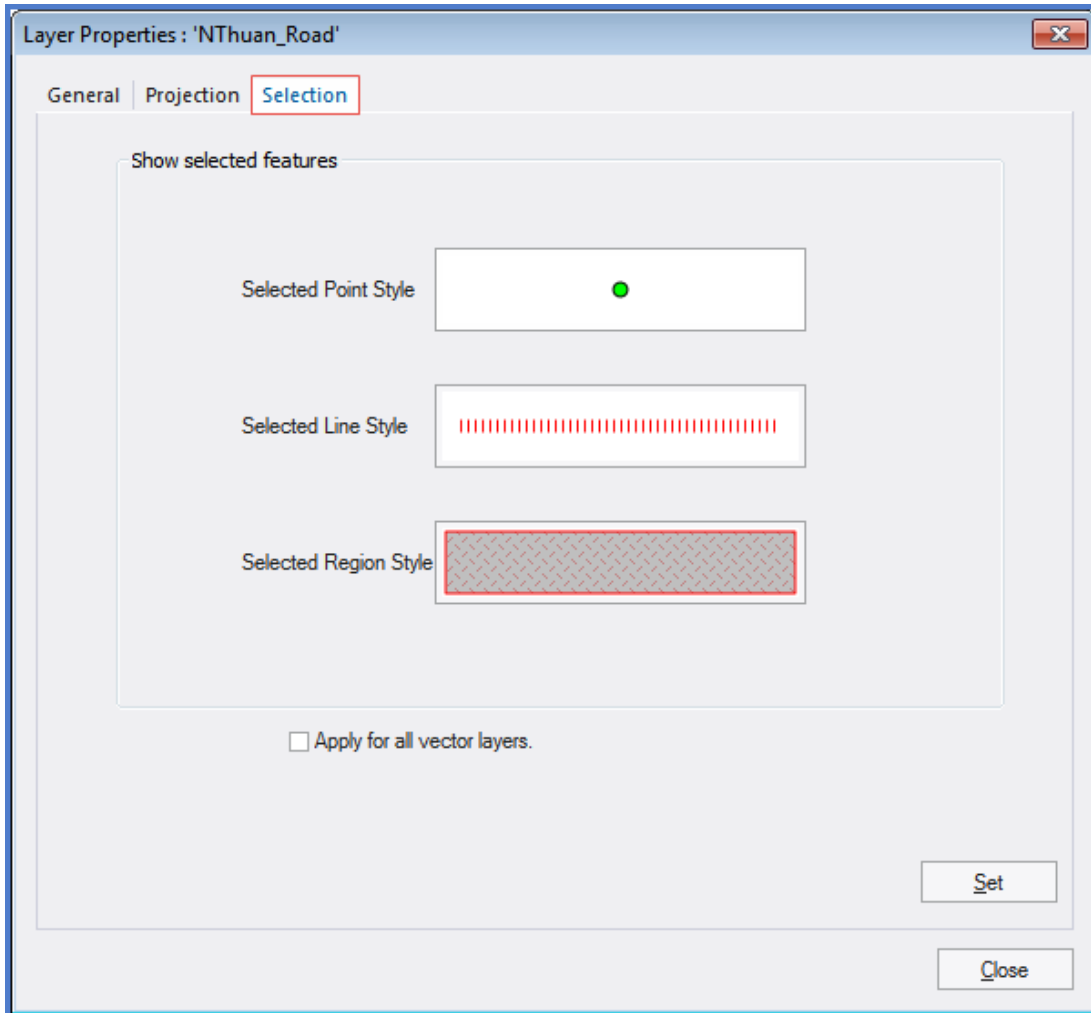 Layer Properties : 'NThuan_Road'
General Projection Selection
Show selected features
Selected Point Style
Selected Line Style
Selected Region Style
Apply for all vector layers.
Set
Close